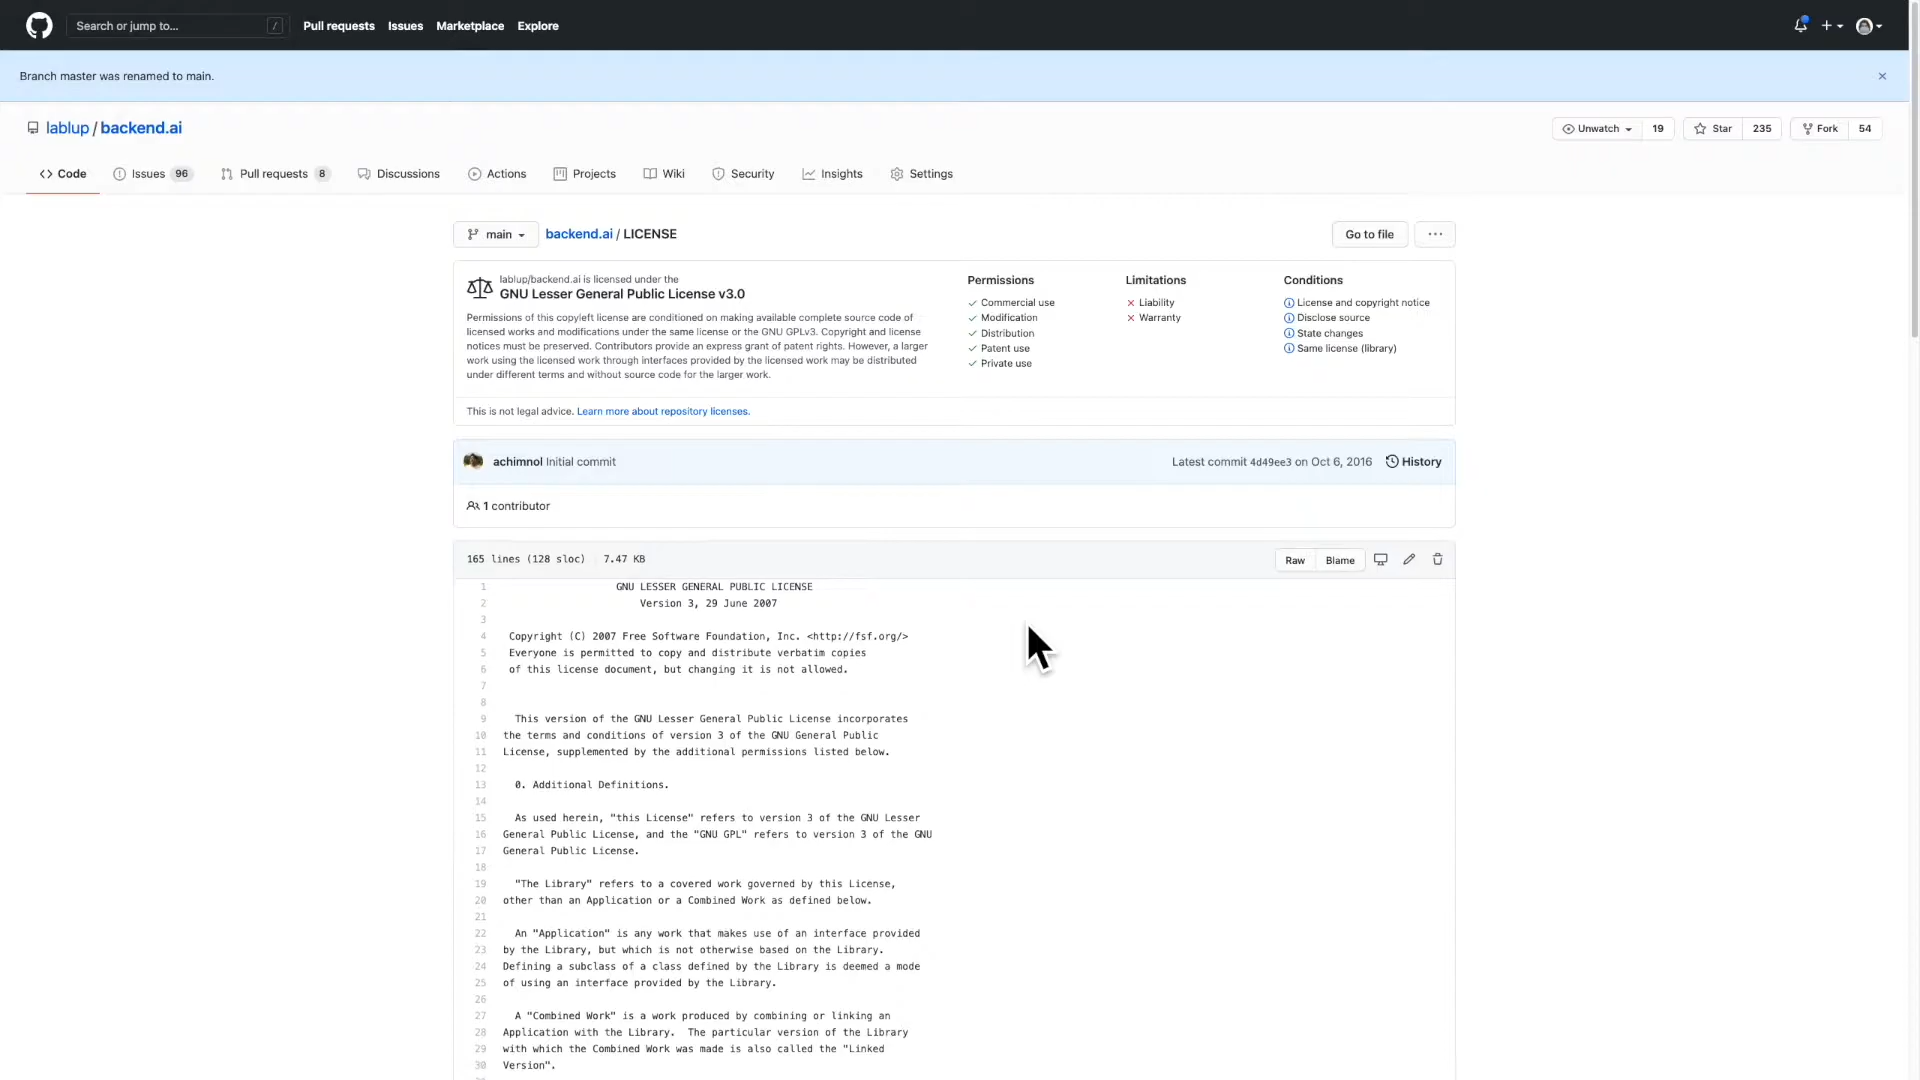 Search or jump to... / Pull requests Issues Marketplace Explore
Branch master was renamed to main.
lablup / backend.ai Unwatch 19 Star 235 Fork 54
Code Issues 96 Pull requests 8 Discussions Actions Projects Wiki Security Insights Settings
main backend.ai / LICENSE Go to file ...
lablup/backend.ai is licensed under the
GNU Lesser General Public License v3.0
Permissions of this copyleft license are conditioned on making available complete source code of
licensed works and modifications under the same license or the GNU GPLv3. Copyright and license
notices must be preserved. Contributors provide an express grant of patent rights. However, a larger
work using the licensed work through interfaces provided by the licensed work may be distributed
under different terms and without source code for the larger work.
Permissions
Commercial use
Modification
Distribution
Patent use
Private use
Limitations
Liability
Warranty
Conditions
License and copyright notice
Disclose source
State changes
Same license (library)
This is not legal advice. Learn more about repository licenses.
achimnol Initial commit Latest commit 4d49ee3 on Oct 6, 2016 History
1 contributor
165 lines (128 sloc) 7.47 KB Raw Blame
1 GNU LESSER GENERAL PUBLIC LICENSE
2 Version 3, 29 June 2007
3
4 Copyright (C) 2007 Free Software Foundation, Inc. <http://fsf.org/>
5 Everyone is permitted to copy and distribute verbatim copies
6 of this license document, but changing it is not allowed.
7
8
9 This version of the GNU Lesser General Public License incorporates
10 the terms and conditions of version 3 of the GNU General Public
11 License, supplemented by the additional permissions listed below.
12
13 0. Additional Definitions.
14
15 As used herein, "this License" refers to version 3 of the GNU Lesser
16 General Public License, and the "GNU GPL" refers to version 3 of the GNU
17 General Public License.
18
19 "The Library" refers to a covered work governed by this License,
20 other than an Application or a Combined Work as defined below.
21
22 An "Application" is any work that makes use of an interface provided
23 by the Library, but which is not otherwise based on the Library.
24 Defining a subclass of a class defined by the Library is deemed a mode
25 of using an interface provided by the Library.
26
27 A "Combined Work" is a work produced by combining or linking an
28 Application with the Library. The particular version of the Library
29 with which the Combined Work was made is also called the "Linked
30 Version".